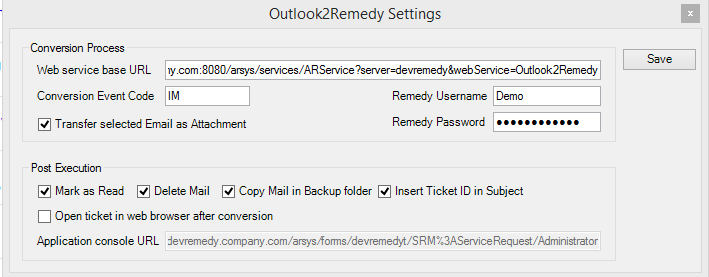 Outlook2Remedy Settings
x
Conversion Process
Web service base URL ny.com:8080/arsys/services/ARService?server=devremedy&webService=Outlook2Remedy
Save
Conversion Event Code IM Remedy Username Demo
Transfer selected Email as Attachment Remedy Password ●●●●●●●●●●●●
Post Execution
Mark as Read Delete Mail Copy Mail in Backup folder Insert Ticket ID in Subject
Open ticket in web browser after conversion
Application console URL devremedy.company.com/arsys/forms/devremedyt/SRM%3AServiceRequest/Administrator